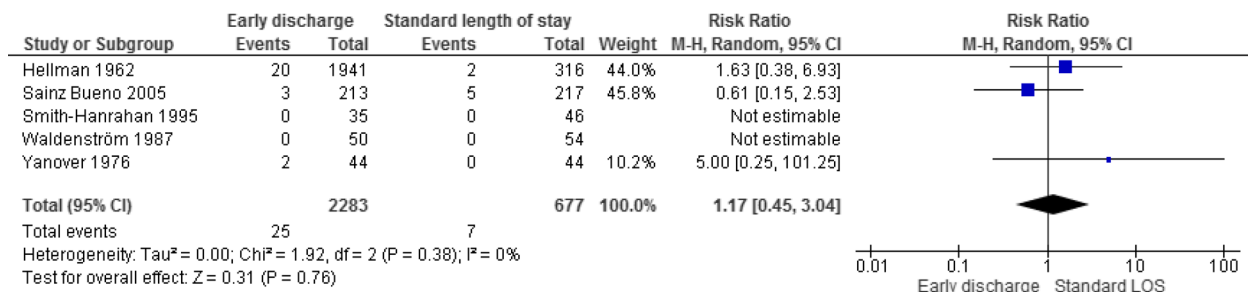 Early discharge Standard length of stay Risk Ratio Risk Ratio
Study or Subgroup Events Total Events Total Weight M-H, Random, 95% CI M-H, Random, 95% CI
Hellman 1962 20 1941 2 316 44.0% 1.63 [0.38, 6.93]
Sainz Bueno 2005 3 213 5 217 45.8% 0.61 [0.15, 2.53]
Smith-Hanrahan 1995 0 35 0 46 Not estimable
Waldenström 1987 0 50 0 54 Not estimable
Yanover 1976 2 44 0 44 10.2% 5.00 [0.25, 101.25]
Total (95% CI) 2283 677 100.0% 1.17 [0.45, 3.04]
Total events 25 7
Heterogeneity: Tau² = 0.00; Chi² = 1.92, df = 2 (P = 0.38); I² = 0%
Test for overall effect: Z = 0.31 (P = 0.76)
0.01 0.1 1 10 100
Early discharge Standard LOS